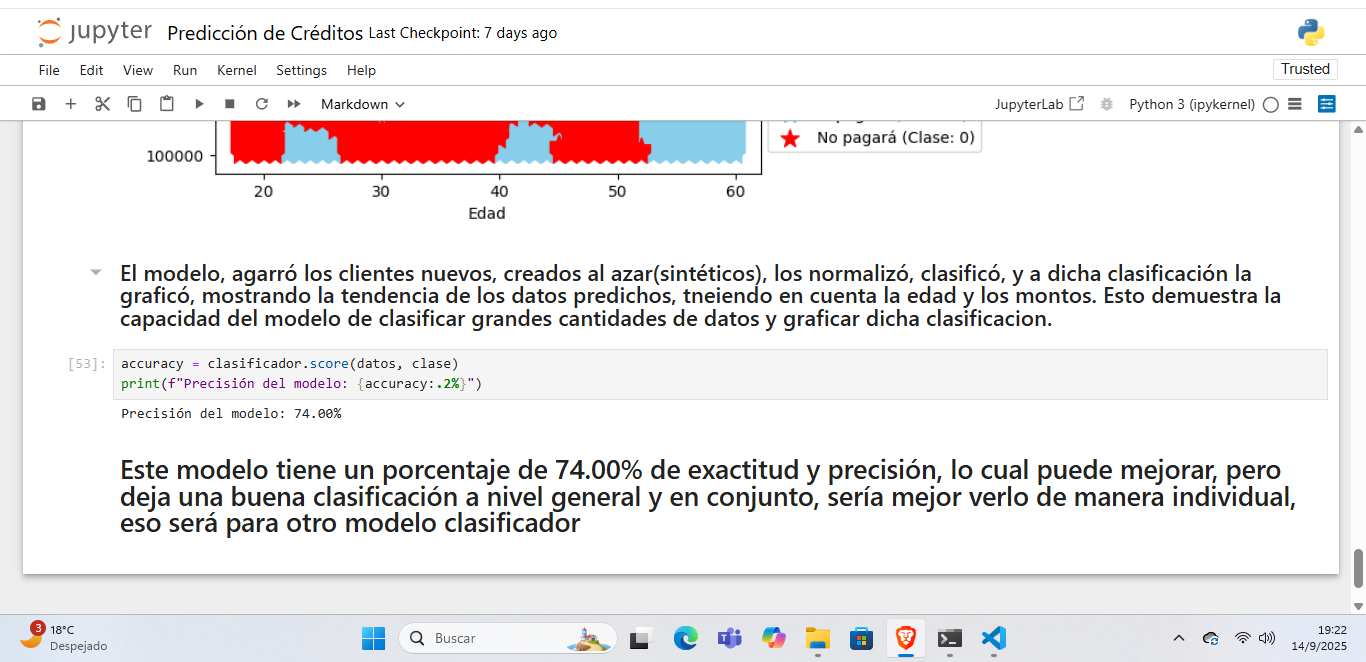 jupyter Predicción de Créditos Last Checkpoint: 7 days ago
File Edit View Run Kernel Settings Help
Trusted
Markdown
JupyterLab
Python 3 (ipykernel)
No pagará (Clase: 0)
100000
20 30 40 50 60
Edad
El modelo, agarró los clientes nuevos, creados al azar(sintéticos), los normalizó, clasificó, y a dicha clasificación la
graficó, mostrando la tendencia de los datos predichos, tneiendo en cuenta la edad y los montos. Esto demuestra la
capacidad del modelo de clasificar grandes cantidades de datos y graficar dicha clasificacion.
[53]:
accuracy = clasificador.score(datos, clase)
print(f"Precisión del modelo: {accuracy:.2%}")
Precisión del modelo: 74.00%
Este modelo tiene un porcentaje de 74.00% de exactitud y precisión, lo cual puede mejorar, pero
deja una buena clasificación a nivel general y en conjunto, sería mejor verlo de manera individual,
eso será para otro modelo clasificador
3
18°C
Despejado
Buscar
19:22
14/9/2025